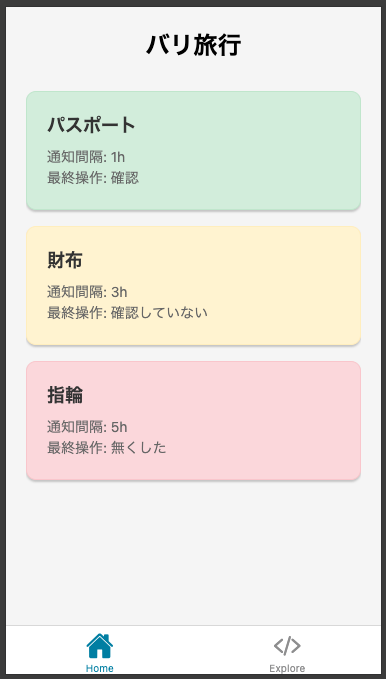 バリ旅行
パスポート
通知間隔: 1h
最終操作: 確認
財布
通知間隔: 3h
最終操作: 確認していない
指輪
通知間隔: 5h
最終操作: 無くした
Home
Explore